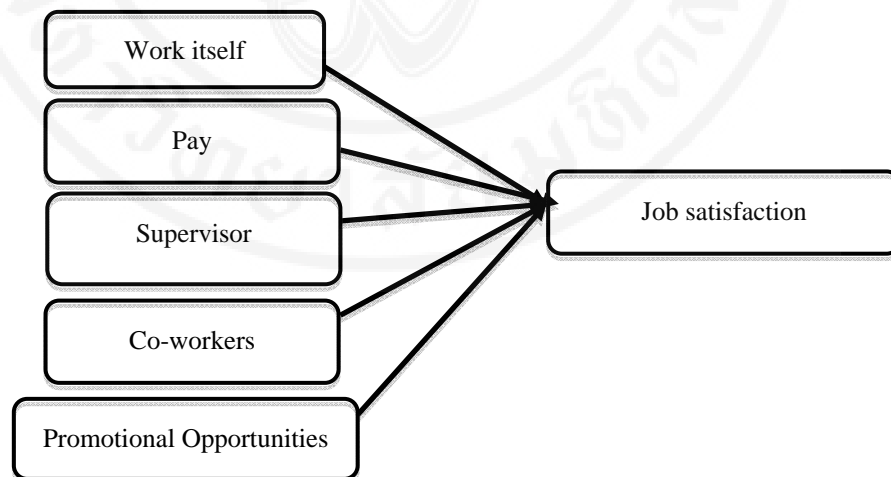 Work itself
Pay
Supervisor
Job satisfaction
Co-workers
Promotional Opportunities